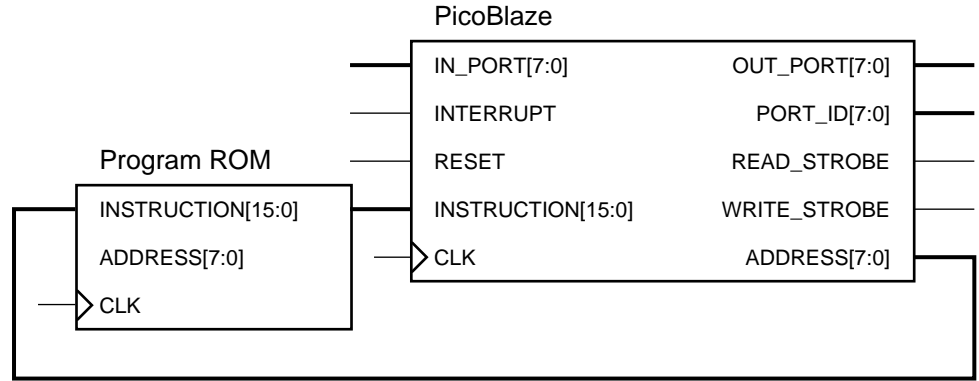 PicoBlaze
IN_PORT[7:0] OUT_PORT[7:0]
INTERRUPT PORT_ID[7:0]
RESET READ_STROBE
INSTRUCTION[15:0] WRITE_STROBE
CLK ADDRESS[7:0]
Program ROM
INSTRUCTION[15:0]
ADDRESS[7:0]
CLK